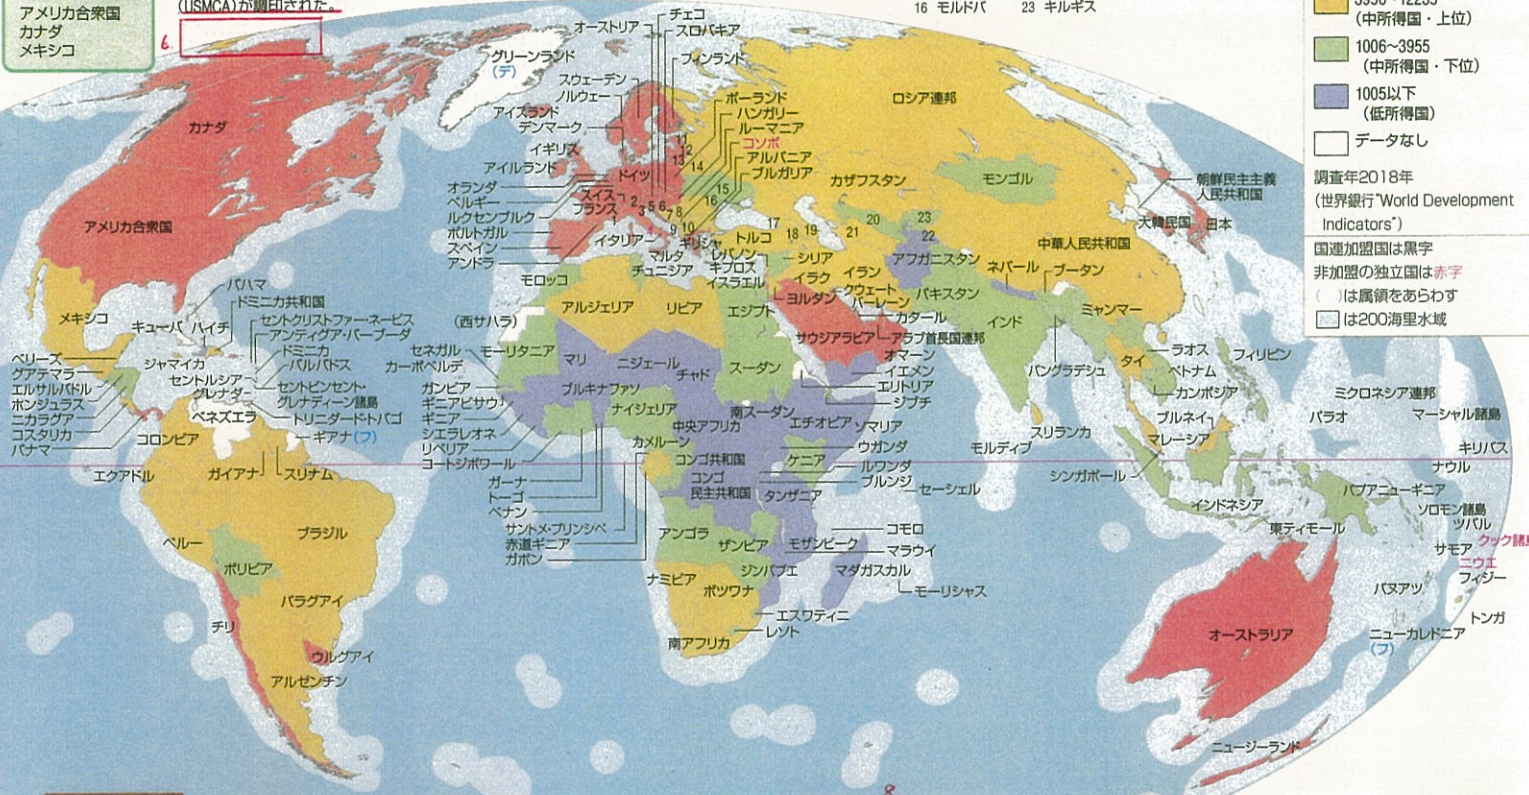 アメリカ合衆国
カナダ
メキシコ
(USMCA)が調印された。
6.
16 モルドバ 23 キルギス
(中所得国・上位)
1006~3955
(中所得国・下位)
1005以下
(低所得国)
データなし
調査年2018年
(世界銀行"World Development
Indicators")
国連加盟国は黒字
非加盟の独立国は赤字
( )は属領をあらわす
は200海里水域
チェコ
オーストリア
スロバキア
フィンランド
グリーンランド
(デ)
スウェーデン
ノルウェー
アイスランド
デンマーク
イギリス
アイルランド
オランダ
ベルギー
ルクセンブルク
ポルトガル
スペイン
アンドラ
ドイツ
スイス
フランス
イタリア
マルタ
チュニジア
モロッコ
ポーランド
ハンガリー
ルーマニア
コソボ
アルバニア
ブルガリア
11
12
13
14
15
16
2
3
5
6
7
8
9
10
17
18
19
20
21
22
23
ギリシャ
トルコ
レバノン
キプロス
イスラエル
シリア
イラク
イラン
クウェート
バーレーン
ヨルダン
カタール
サウジアラビア
アラブ首長国連邦
オマーン
イエメン
エリトリア
ジブチ
ロシア連邦
カザフスタン
モンゴル
中華人民共和国
朝鮮民主主義
人民共和国
大韓民国
日本
アフガニスタン
パキスタン
ネパール
ブータン
インド
ミャンマー
バングラデシュ
タイ
ラオス
ベトナム
カンボジア
フィリピン
ブルネイ
マレーシア
スリランカ
モルディブ
シンガポール
インドネシア
東ティモール
パプアニューギニア
ミクロネシア連邦
パラオ
マーシャル諸島
キリバス
ナウル
ソロモン諸島
ツバル
クック諸島
サモア
ニウエ
フィジー
バヌアツ
トンガ
ニューカレドニア
(フ)
オーストラリア
ニュージーランド
カナダ
アメリカ合衆国
メキシコ
バハマ
ドミニカ共和国
キューバ
ハイチ
セントクリストファー・ネービス
アンティグア・バーブーダ
ドミニカ
バルバドス
ジャマイカ
セントルシア
セントビンセント・
グレナディーン諸島
グレナダ
トリニダード・トバゴ
ギアナ(フ)
ベリーズ
グアテマラ
エルサルバドル
ホンジュラス
ニカラグア
コスタリカ
パナマ
ベネズエラ
コロンビア
エクアドル
ガイアナ
スリナム
ブラジル
ペルー
ボリビア
パラグアイ
チリ
ウルグアイ
アルゼンチン
(西サハラ)
アルジェリア
リビア
エジプト
モーリタニア
マリ
ニジェール
チャド
スーダン
セネガル
カーボベルデ
ガンビア
ギニアビサウ
ギニア
シエラレオネ
リベリア
コートジボワール
ガーナ
トーゴ
ベナン
サントメ・プリンシペ
赤道ギニア
ガボン
ブルキナファソ
ナイジェリア
カメルーン
中央アフリカ
南スーダン
エチオピア
ソマリア
ウガンダ
ケニア
ルワンダ
ブルンジ
コンゴ共和国
コンゴ
民主共和国
タンザニア
セーシェル
コモロ
マラウイ
アンゴラ
ザンビア
モザンビーク
ジンバブエ
マダガスカル
モーリシャス
ナミビア
ボツワナ
エスワティニ
レソト
南アフリカ